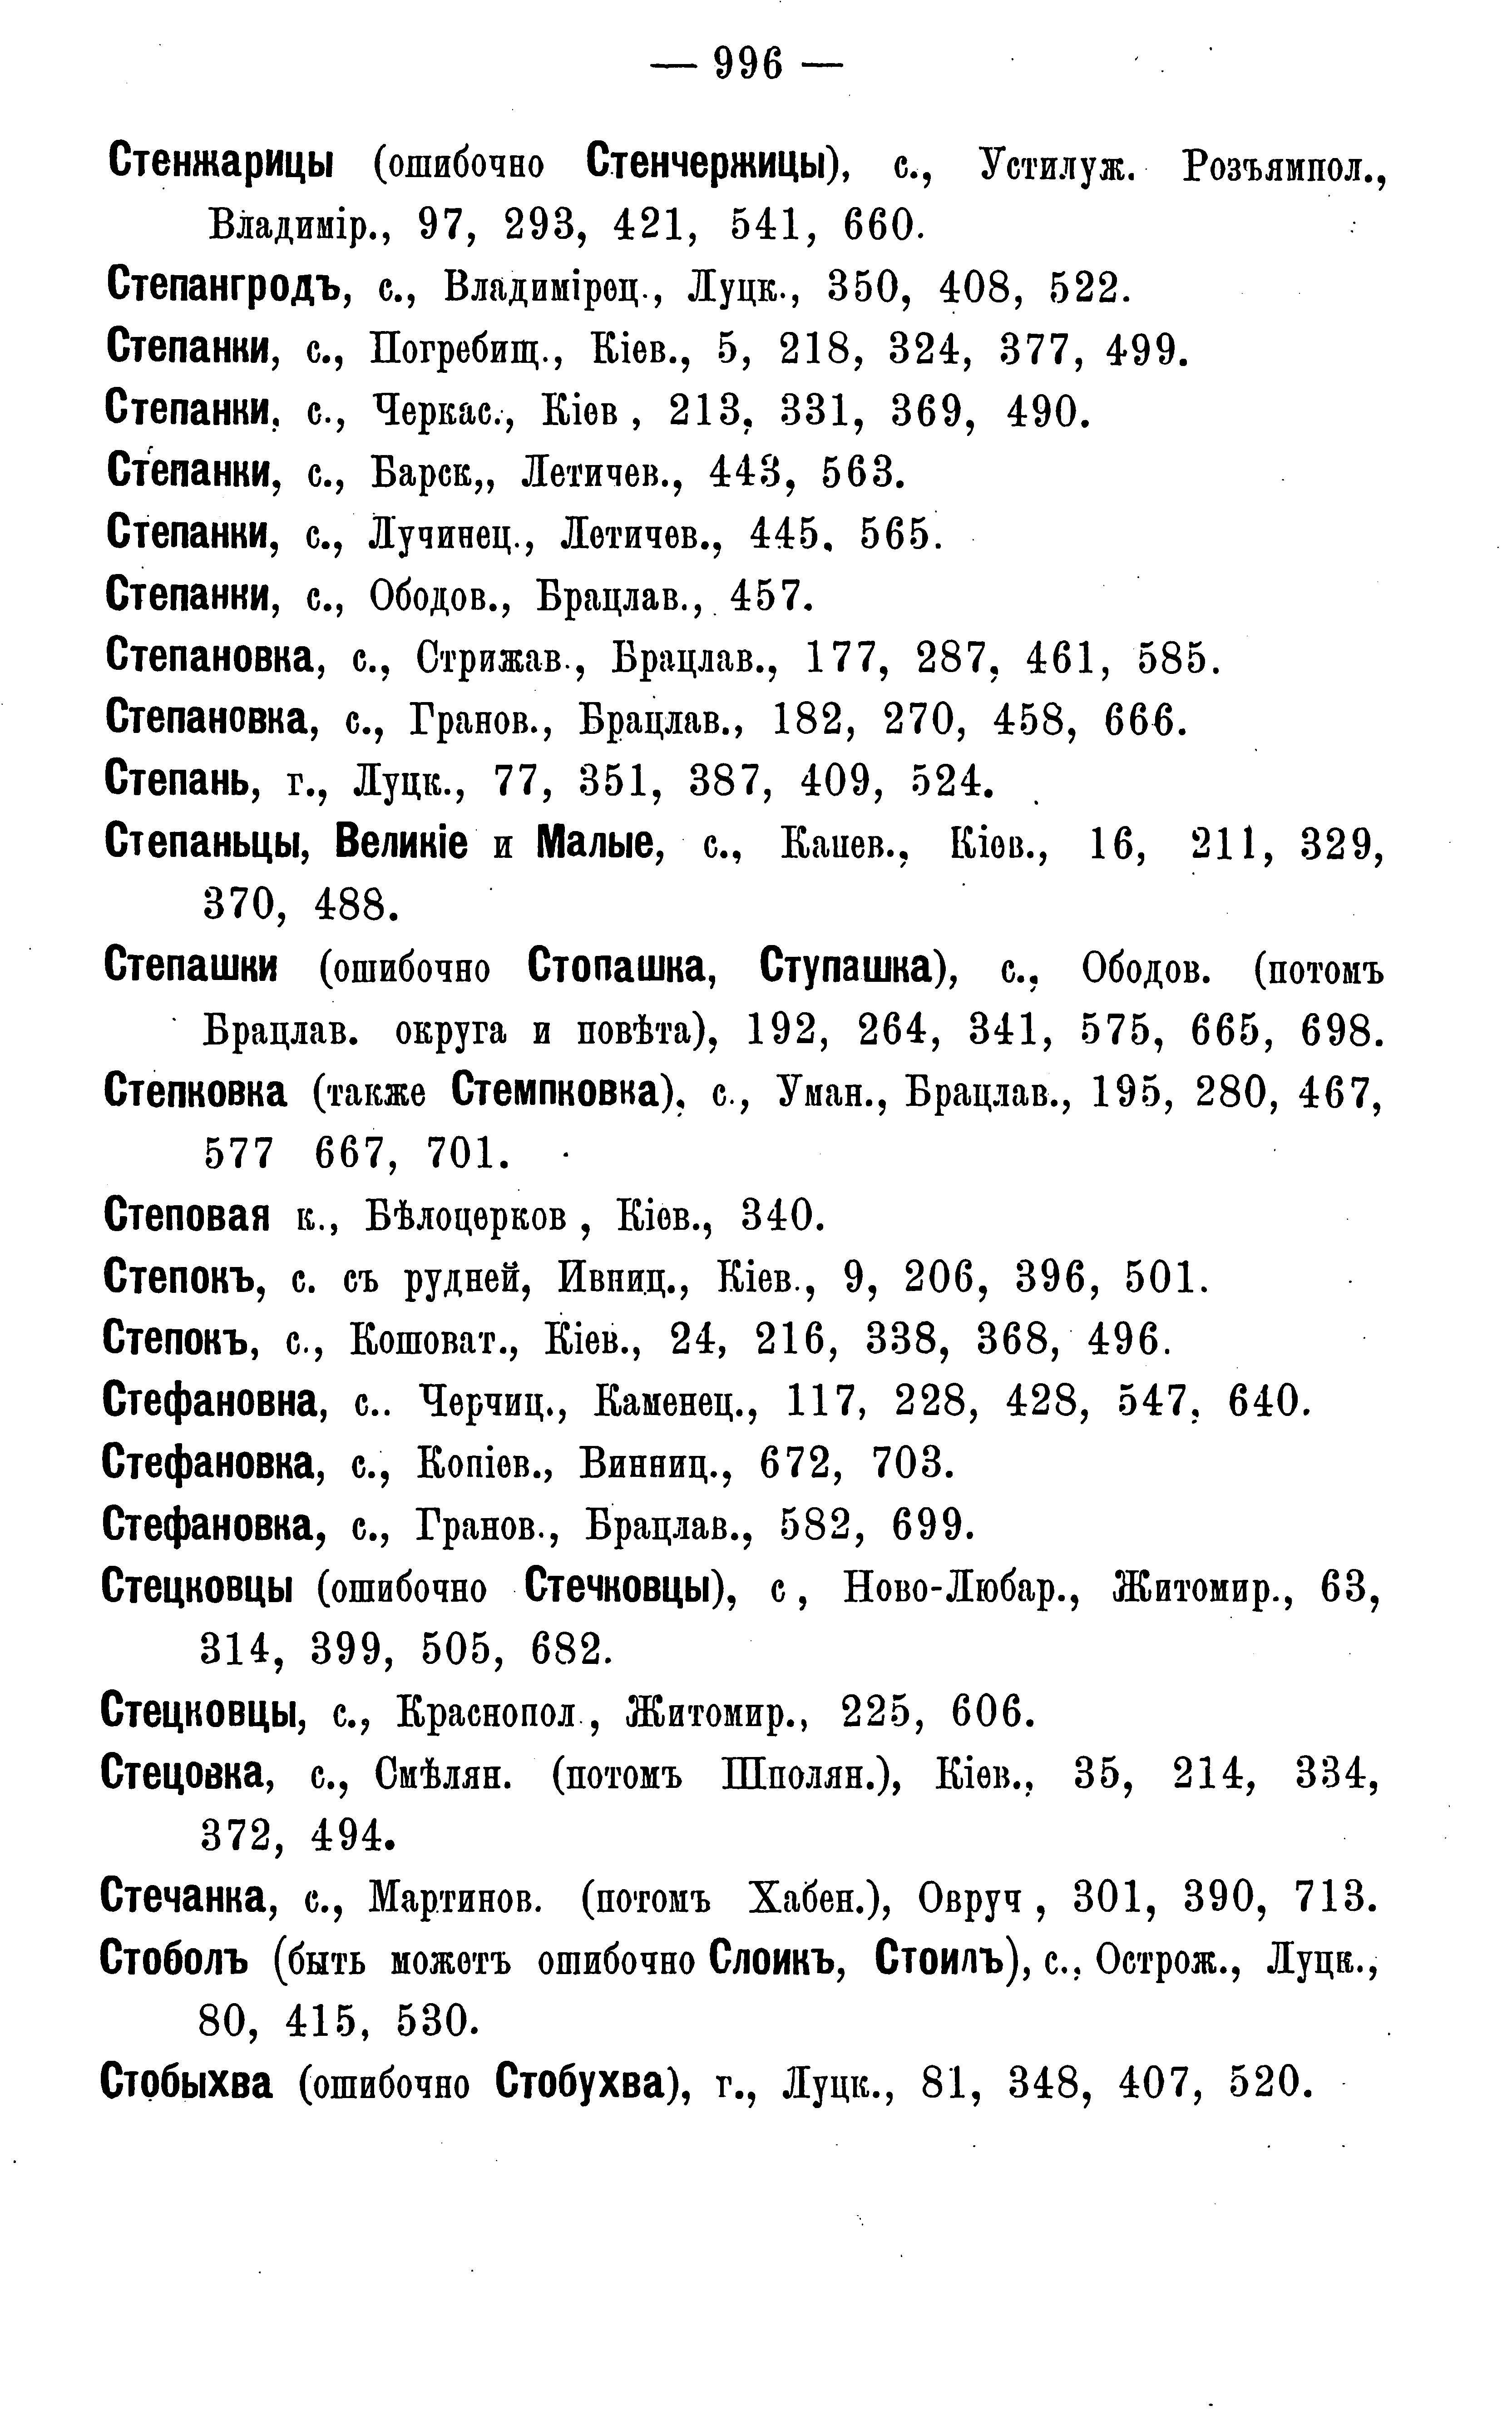 — 996 —
Стенжарицы (ошибочно Стенчержицы), с., Устилуж. Розъямпол.,
Владимір., 97, 293, 421, 541, 660.
Степангродъ, с., Владимірец., Луцк., 350, 408, 522.
Степанки, с., Погребищ., Кіев., 5, 218, 324, 377, 499.
Степанки, с., Черкас., Кіев , 213, 331, 369, 490.
Степанки, с., Барск,, Летичев., 443, 563.
Степанки, с., Лучинец., Летичев., 445, 565.
Степанки, с., Ободов., Брацлав., 457.
Степановка, с., Стрижав., Брацлав., 177, 287, 461, 585.
Степановка, с., Гранов., Брацлав., 182, 270, 458, 666.
Степань, г., Луцк., 77, 351, 387, 409, 524.
Степаньцы, Великіе и Малые, с., Канев., Кіев., 16, 211, 329,
370, 488.
Степашки (ошибочно Стопашка, Ступашка), с., Ободов. (потомъ
Брацлав. округа и повѣта), 192, 264, 341, 575, 665, 698.
Степковка (также Стемпковка), с., Уман., Брацлав., 195, 280, 467,
577 667, 701.
Степовая к., Бѣлоцерков , Кіев., 340.
Степокъ, с. съ рудней, Ивниц., Кіев., 9, 206, 396, 501.
Степокъ, с., Кошоват., Кіев., 24, 216, 338, 368, 496.
Стефановна, с.. Черчиц., Каменец., 117, 228, 428, 547, 640.
Стефановка, с., Копіев., Винниц., 672, 703.
Стефановка, с., Гранов., Брацлав., 582, 699.
Стецковцы (ошибочно Стечковцы), с , Ново-Любар., Житомир., 63,
314, 399, 505, 682.
Стецковцы, с., Краснопол., Житомир., 225, 606.
Стецовка, с., Смѣлян. (потомъ Шполян.), Кіев., 35, 214, 334,
372, 494.
Стечанка, с., Мартинов. (потомъ Хабен.), Овруч , 301, 390, 713.
Стоболъ (быть можетъ ошибочно Слоикъ, Стоилъ), с., Острож., Луцк.,
80, 415, 530.
Стобыхва (ошибочно Стобухва), г., Луцк., 81, 348, 407, 520.